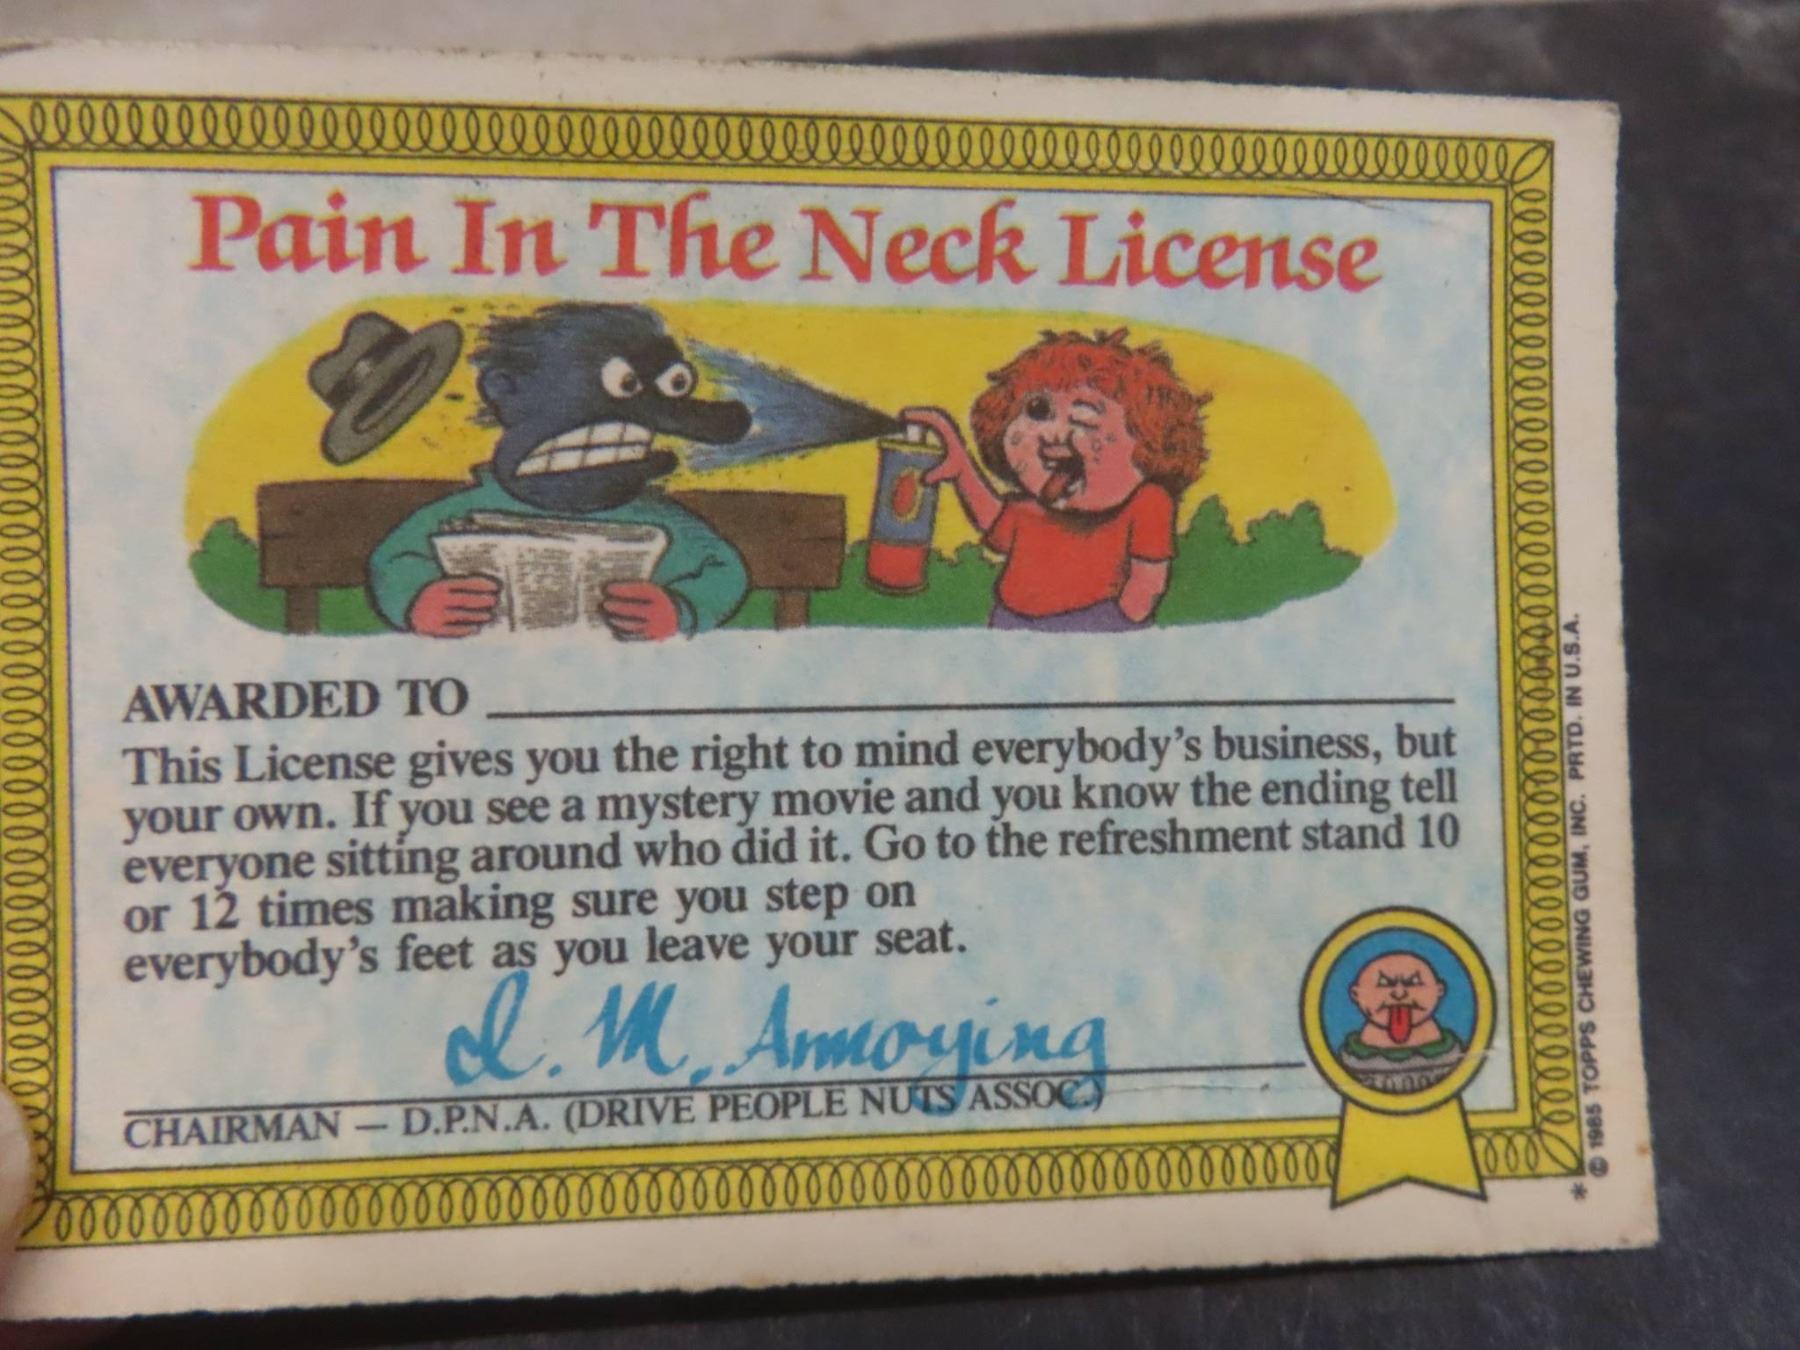 Pain In The Neck License
AWARDED TO
This License gives you the right to mind everybody's business, but
your own. If you see a mystery movie and you know the ending tell
everyone sitting around who did it. Go to the refreshment stand 10
or 12 times making sure you step on
everybody's feet as you leave your seat.
I. M. Annoying
CHAIRMAN — D.P.N.A. (DRIVE PEOPLE NUTS ASSOC.)
* © 1985 TOPPS CHEWING GUM, INC. PRTD. IN U.S.A.